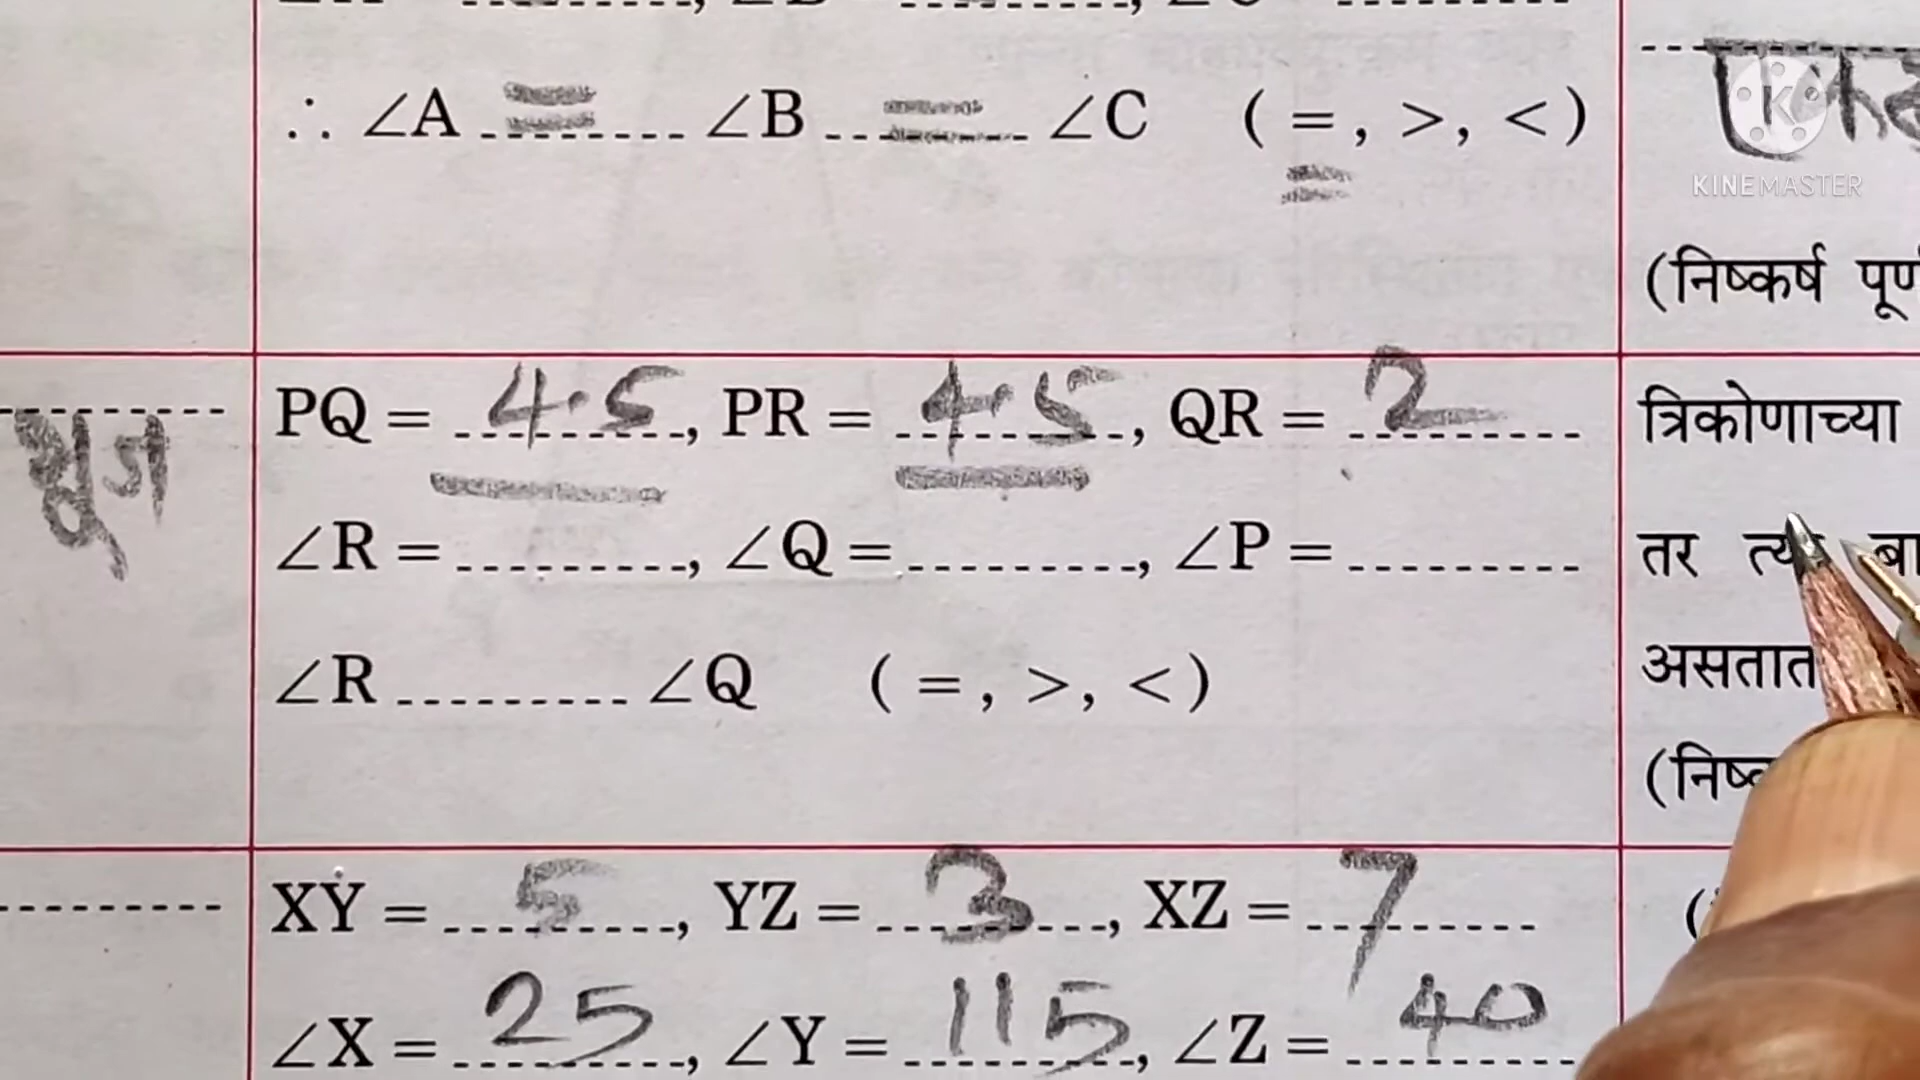 ∴ ∠A = ∠B = ∠C ( =, >, < )
=
KINEMASTER
(निष्कर्ष पूर्ण
PQ = 4.5, PR = 4.5, QR = 2
त्रिकोणाच्या
भूज
∠R = ---------, ∠Q = ---------, ∠P = ---------
तर त्या बा
∠R --------- ∠Q ( =, >, < )
असतात
(निष्क
XY = 5, YZ = 3, XZ = 7
∠X = 25, ∠Y = 115, ∠Z = 40